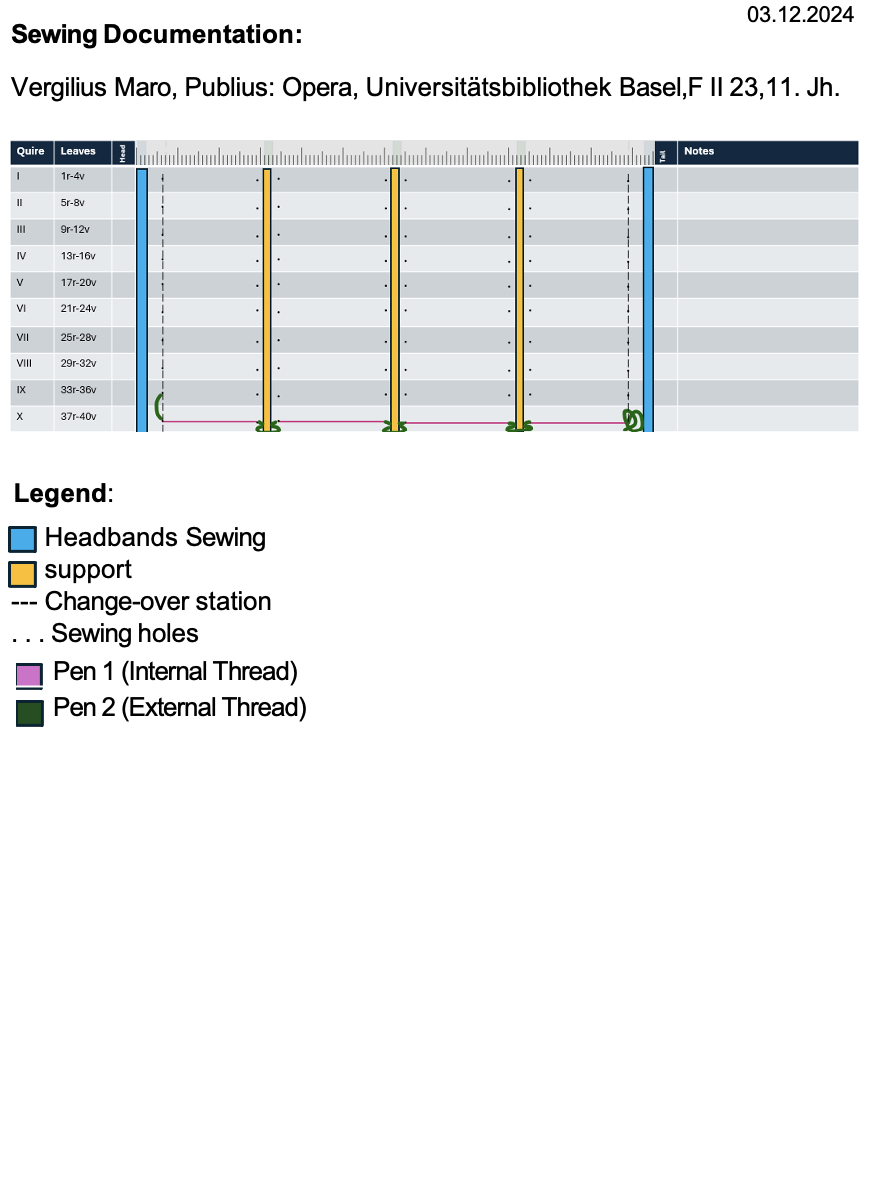 03.12.2024
Sewing Documentation:
Vergilius Maro, Publius: Opera, Universitätsbibliothek Basel,F II 23,11. Jh.
Quire Leaves Head Tail Notes
I 1r-4v
II 5r-8v
III 9r-12v
IV 13r-16v
V 17r-20v
VI 21r-24v
VII 25r-28v
VIII 29r-32v
IX 33r-36v
X 37r-40v
Legend:
Headbands Sewing
support
--- Change-over station
. . . Sewing holes
Pen 1 (Internal Thread)
Pen 2 (External Thread)